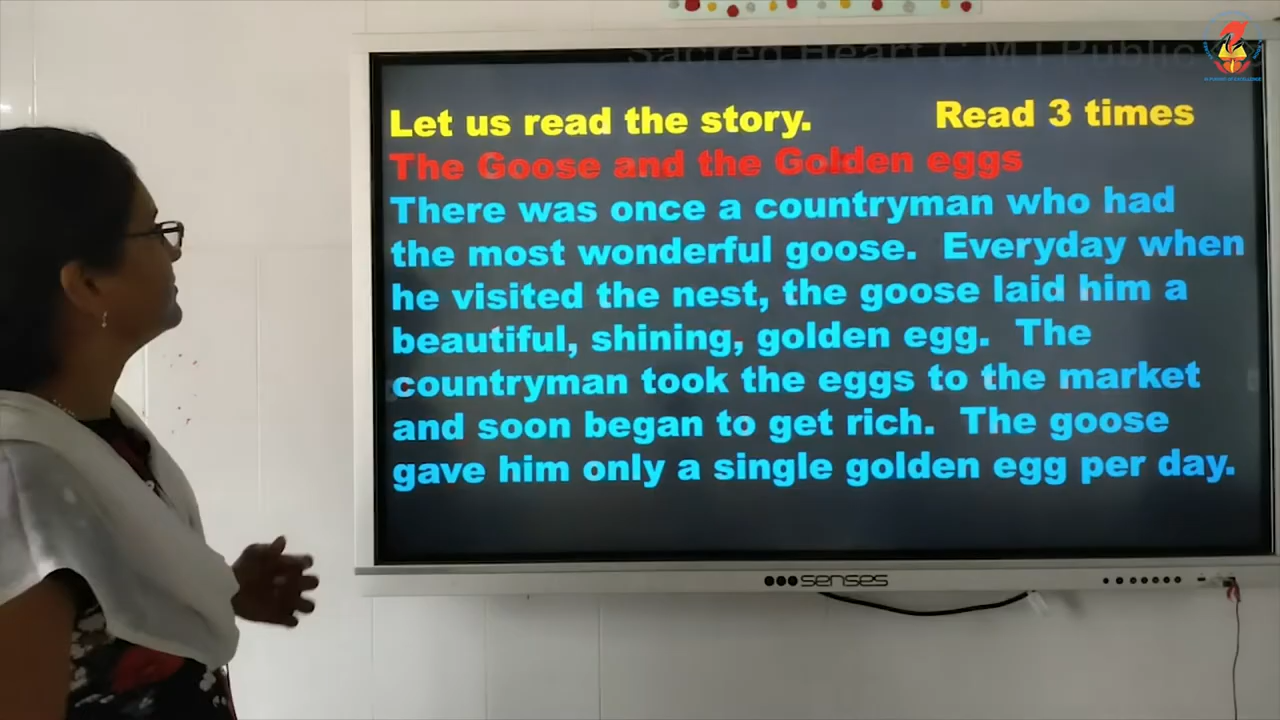 Sacred Heart C M I Public
Let us read the story. Read 3 times
The Goose and the Golden eggs
There was once a countryman who had
the most wonderful goose. Everyday when
he visited the nest, the goose laid him a
beautiful, shining, golden egg. The
countryman took the eggs to the market
and soon began to get rich. The goose
gave him only a single golden egg per day.
senses